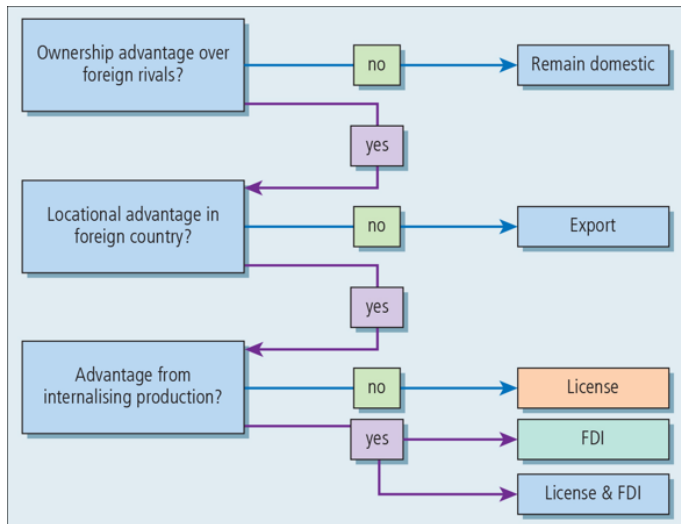 Ownership advantage over
foreign rivals?
no
Remain domestic
yes
Locational advantage in
foreign country?
no
Export
yes
Advantage from
internalising production?
no
License
yes
FDI
License & FDI